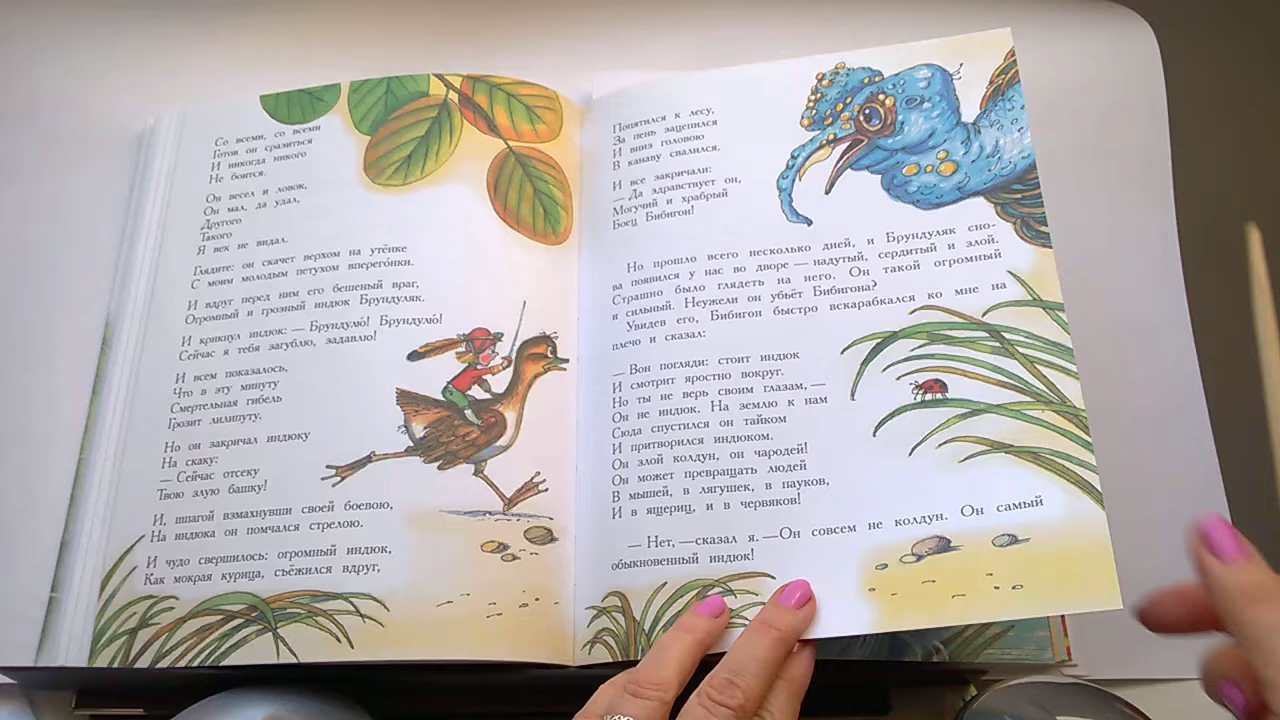 Со всеми, со всеми
Готов он сразиться
И никогда никого
Не боится.
Он весел и ловок,
Он мал, да удал,
Другого
Такого
Я век не видал.
Глядите: он скачет верхом на утёнке
С моим молодым петухом вперегонки.
И вдруг перед ним его бешеный враг,
Огромный и грозный индюк Брундуляк.
И крикнул индюк: — Брундулю́! Брундулю́!
Сейчас я тебя загублю, задавлю!
И всем показалось,
Что в эту минуту
Смертельная гибель
Грозит лилипуту.
Но он закричал индюку
На скаку:
— Сейчас отсеку
Твою злую башку!
И, шпагой взмахнувши своей боевою,
На индюка он помчался стрелою.
И чудо свершилось: огромный индюк,
Как мокрая курица, съёжился вдруг,
Попятился к лесу,
За пень зацепился
И вниз головою
В канаву свалился.
И все закричали:
— Да здравствует он,
Могучий и храбрый
Боец Бибигон!
Но прошло всего несколько дней, и Брундуляк сно-
ва появился у нас во дворе — надутый, сердитый и злой.
Страшно было глядеть на него. Он такой огромный
и сильный. Неужели он убьёт Бибигона?
Увидев его, Бибигон быстро вскарабкался ко мне на
плечо и сказал:
— Вон погляди: стоит индюк
И смотрит яростно вокруг.
Но ты не верь своим глазам, —
Он не индюк. На землю к нам
Сюда спустился он тайком
И притворился индюком.
Он злой колдун, он чародей!
Он может превращать людей
В мышей, в лягушек, в пауков,
И в ящериц, и в червяков!
— Нет, — сказал я. — Он совсем не колдун. Он самый
обыкновенный индюк!